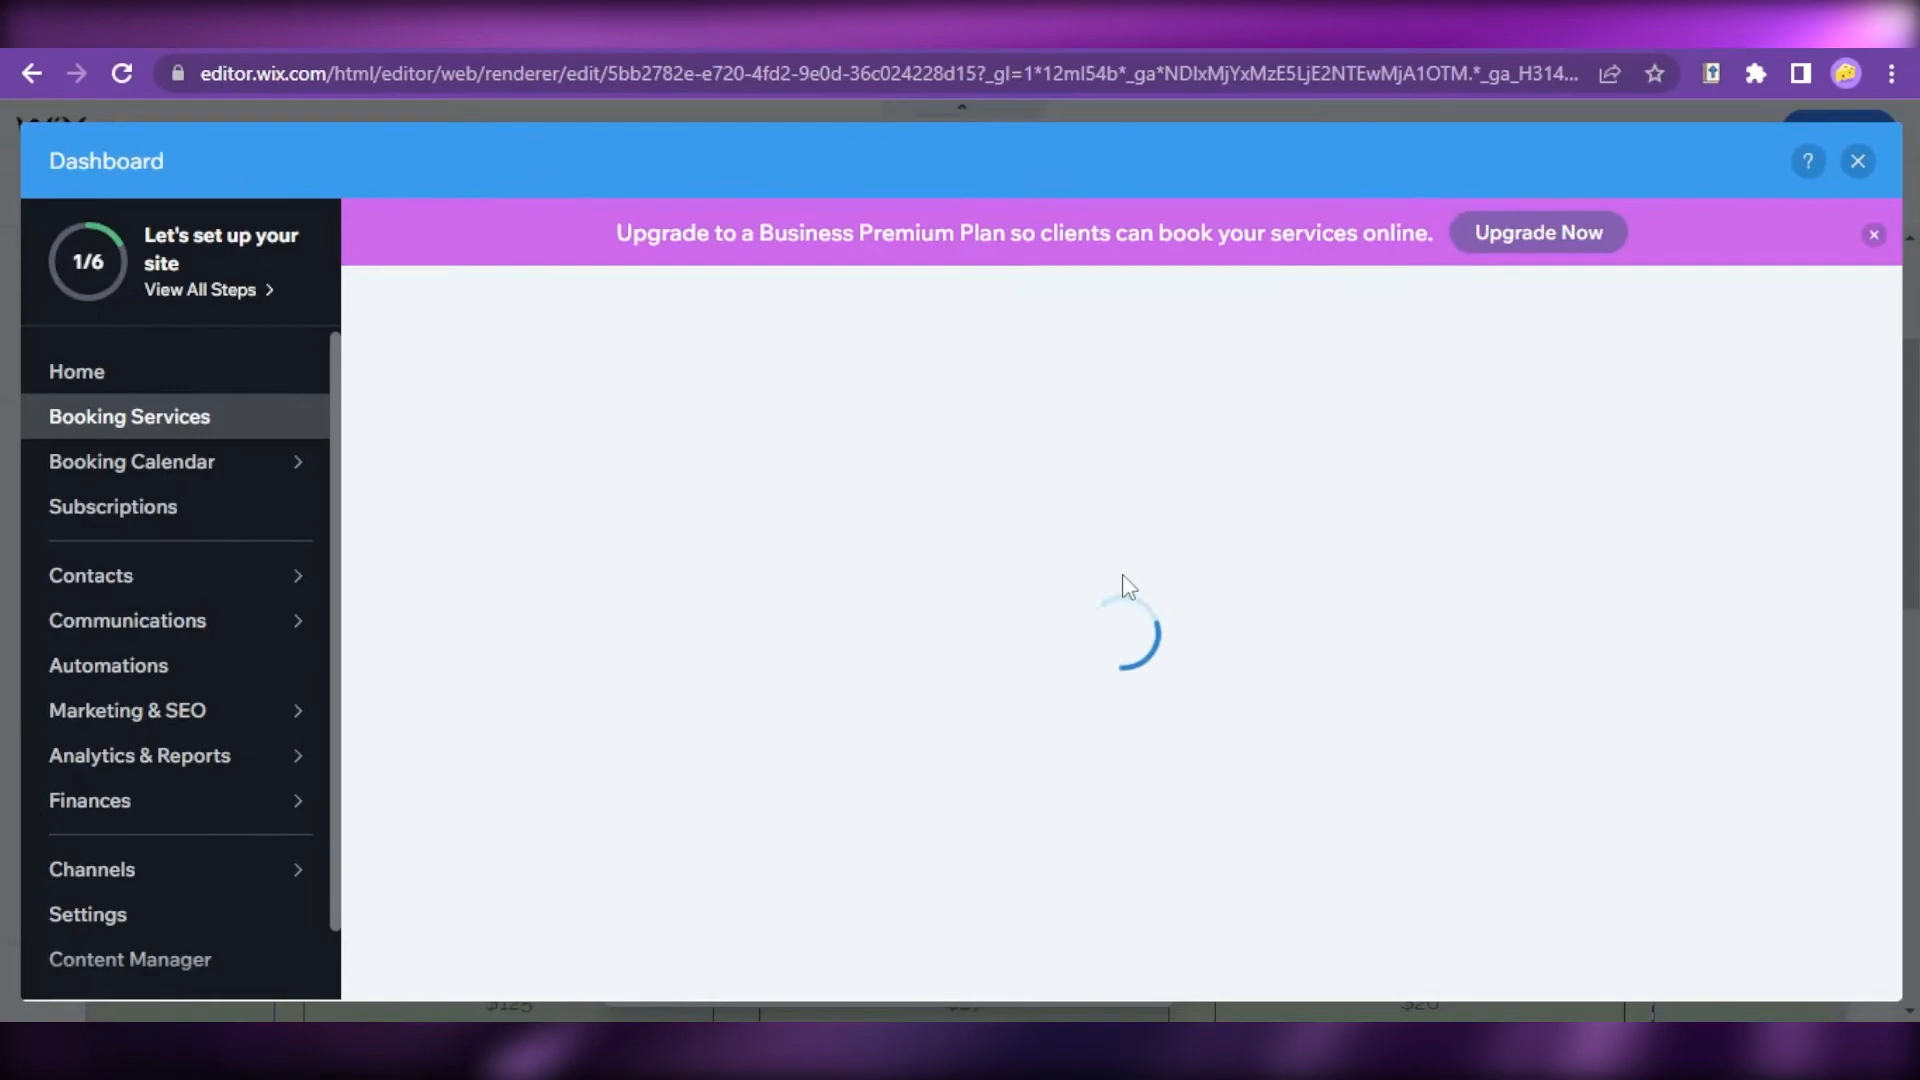 editor.wix.com/html/editor/web/renderer/edit/5bb2782e-e720-4fd2-9e0d-36c024228d15?_gl=1*12ml54b*_ga*NDIxMjYxMzE5LjE2NTEwMjA1OTM.*_ga_H314...
Dashboard
?
1/6
Let's set up your
site
View All Steps
Upgrade to a Business Premium Plan so clients can book your services online.
Upgrade Now
Home
Booking Services
Booking Calendar
Subscriptions
Contacts
Communications
Automations
Marketing & SEO
Analytics & Reports
Finances
Channels
Settings
Content Manager
$125
$20